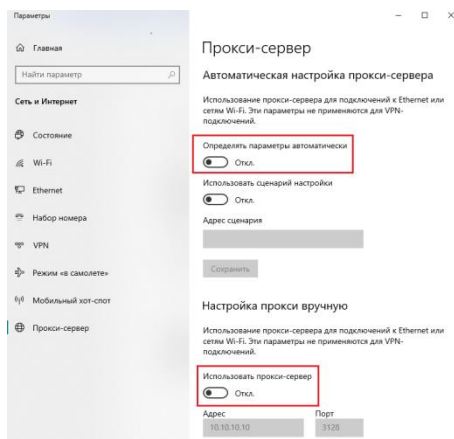 Параметры
Главная
Найти параметр
Сеть и Интернет
Состояние
Wi-Fi
Ethernet
Набор номера
VPN
Режим «в самолете»
Мобильный хот-спот
Прокси-сервер
Прокси-сервер
Автоматическая настройка прокси-сервера
Использование прокси-сервера для подключений к Ethernet или
сетям Wi-Fi. Эти параметры не применяются для VPN-
подключений.
Определять параметры автоматически
Откл.
Использовать сценарий настройки
Откл.
Адрес сценария
Сохранить
Настройка прокси вручную
Использование прокси-сервера для подключений к Ethernet или
сетям Wi-Fi. Эти параметры не применяются для VPN-
подключений.
Использовать прокси-сервер
Откл.
Адрес Порт
10.10.10.10 3128